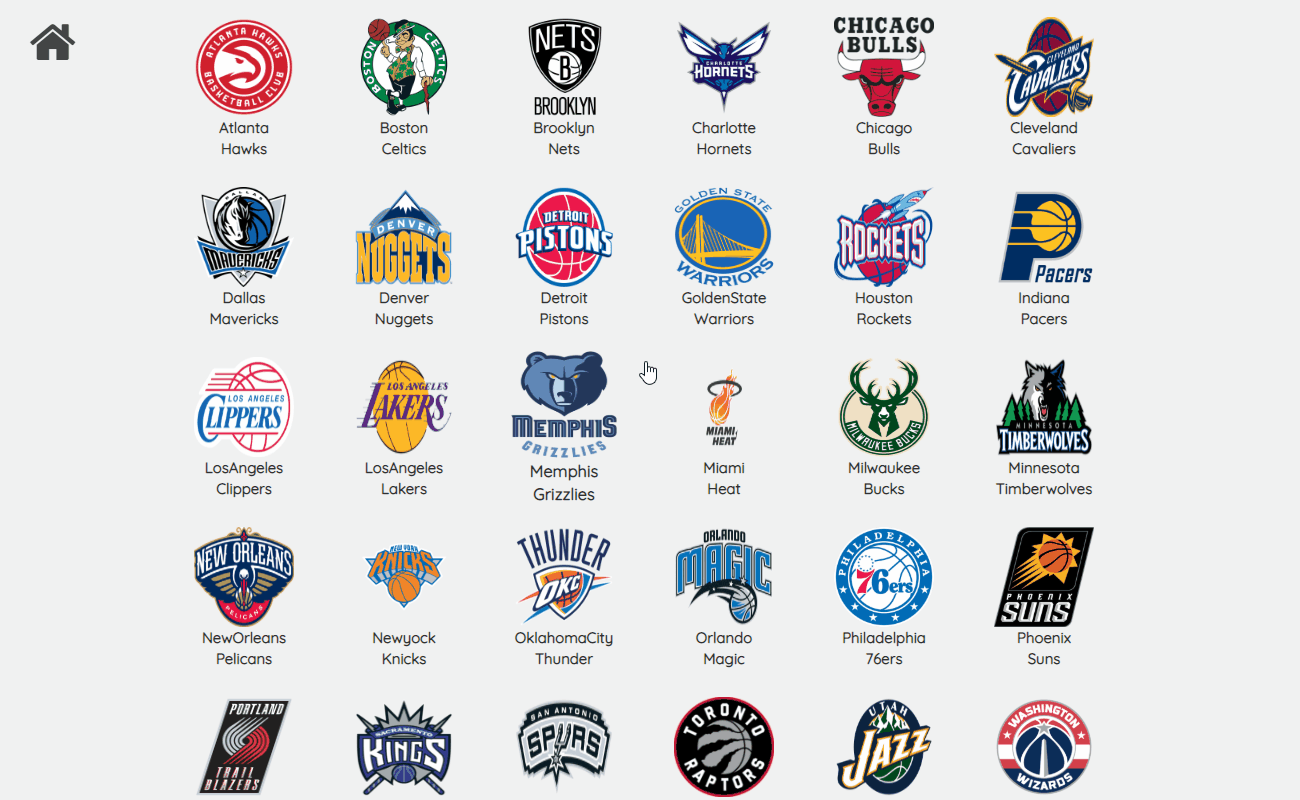 ATLANTA HAWKS
BASKETBALL CLUB
BOSTON
CELTICS
NETS
B
BROOKLYN
CHARLOTTE
HORNETS
CHICAGO
BULLS
CLEVELAND
CAVALIERS
Atlanta
Hawks
Boston
Celtics
Brooklyn
Nets
Charlotte
Hornets
Chicago
Bulls
Cleveland
Cavaliers
DALLAS
MAVERICKS
DENVER
NUGGETS
DETROIT
PISTONS
GOLDEN STATE
WARRIORS
ROCKETS
Pacers
Dallas
Mavericks
Denver
Nuggets
Detroit
Pistons
GoldenState
Warriors
Houston
Rockets
Indiana
Pacers
LOS ANGELES
CLIPPERS
LOS ANGELES
LAKERS
MEMPHIS
GRIZZLIES
MIAMI
HEAT
MILWAUKEE BUCKS
MINNESOTA
TIMBERWOLVES
LosAngeles
Clippers
LosAngeles
Lakers
Memphis
Grizzlies
Miami
Heat
Milwaukee
Bucks
Minnesota
Timberwolves
NEW ORLEANS
PELICANS
NEW YORK
KNICKS
THUNDER
OKC
ORLANDO
MAGIC
PHILADELPHIA
76ers
PHOENIX
SUNS
NewOrleans
Pelicans
Newyock
Knicks
OklahomaCity
Thunder
Orlando
Magic
Philadelphia
76ers
Phoenix
Suns
PORTLAND
TRAIL
BLAZERS
SACRAMENTO
KINGS
SAN ANTONIO
SPURS
TORONTO
RAPTORS
UTAH
JAZZ
WASHINGTON
WIZARDS